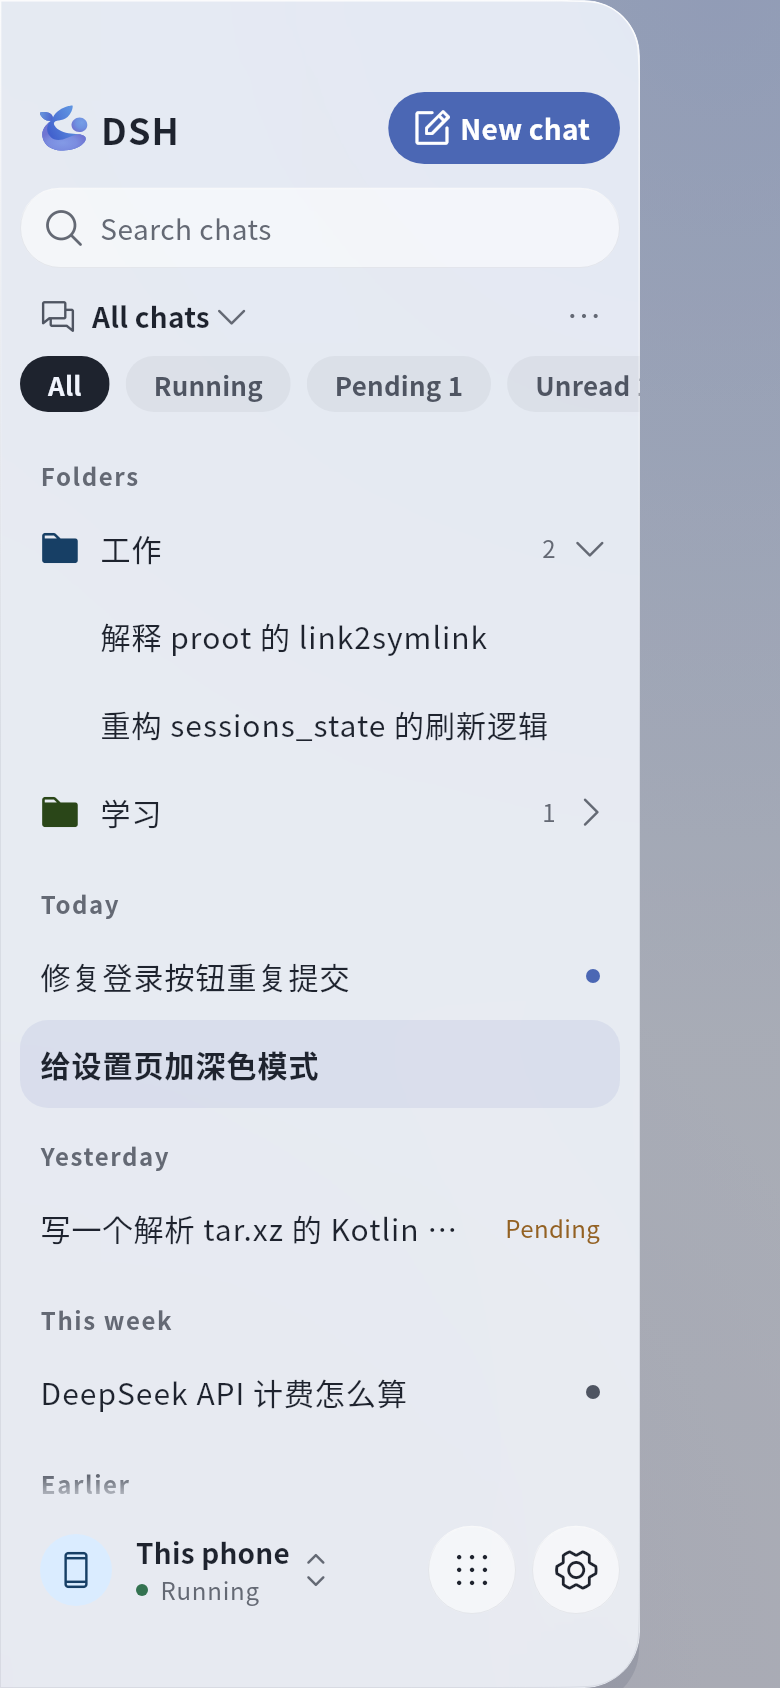 DSH
New chat
Search chats
All chats
All
Running
Pending 1
Unread
Folders
工作
2
解释 proot 的 link2symlink
重构 sessions_state 的刷新逻辑
学习
1
Today
修复登录按钮重复提交
给设置页加深色模式
Yesterday
写一个解析 tar.xz 的 Kotlin …
Pending
This week
DeepSeek API 计费怎么算
Earlier
This phone
Running